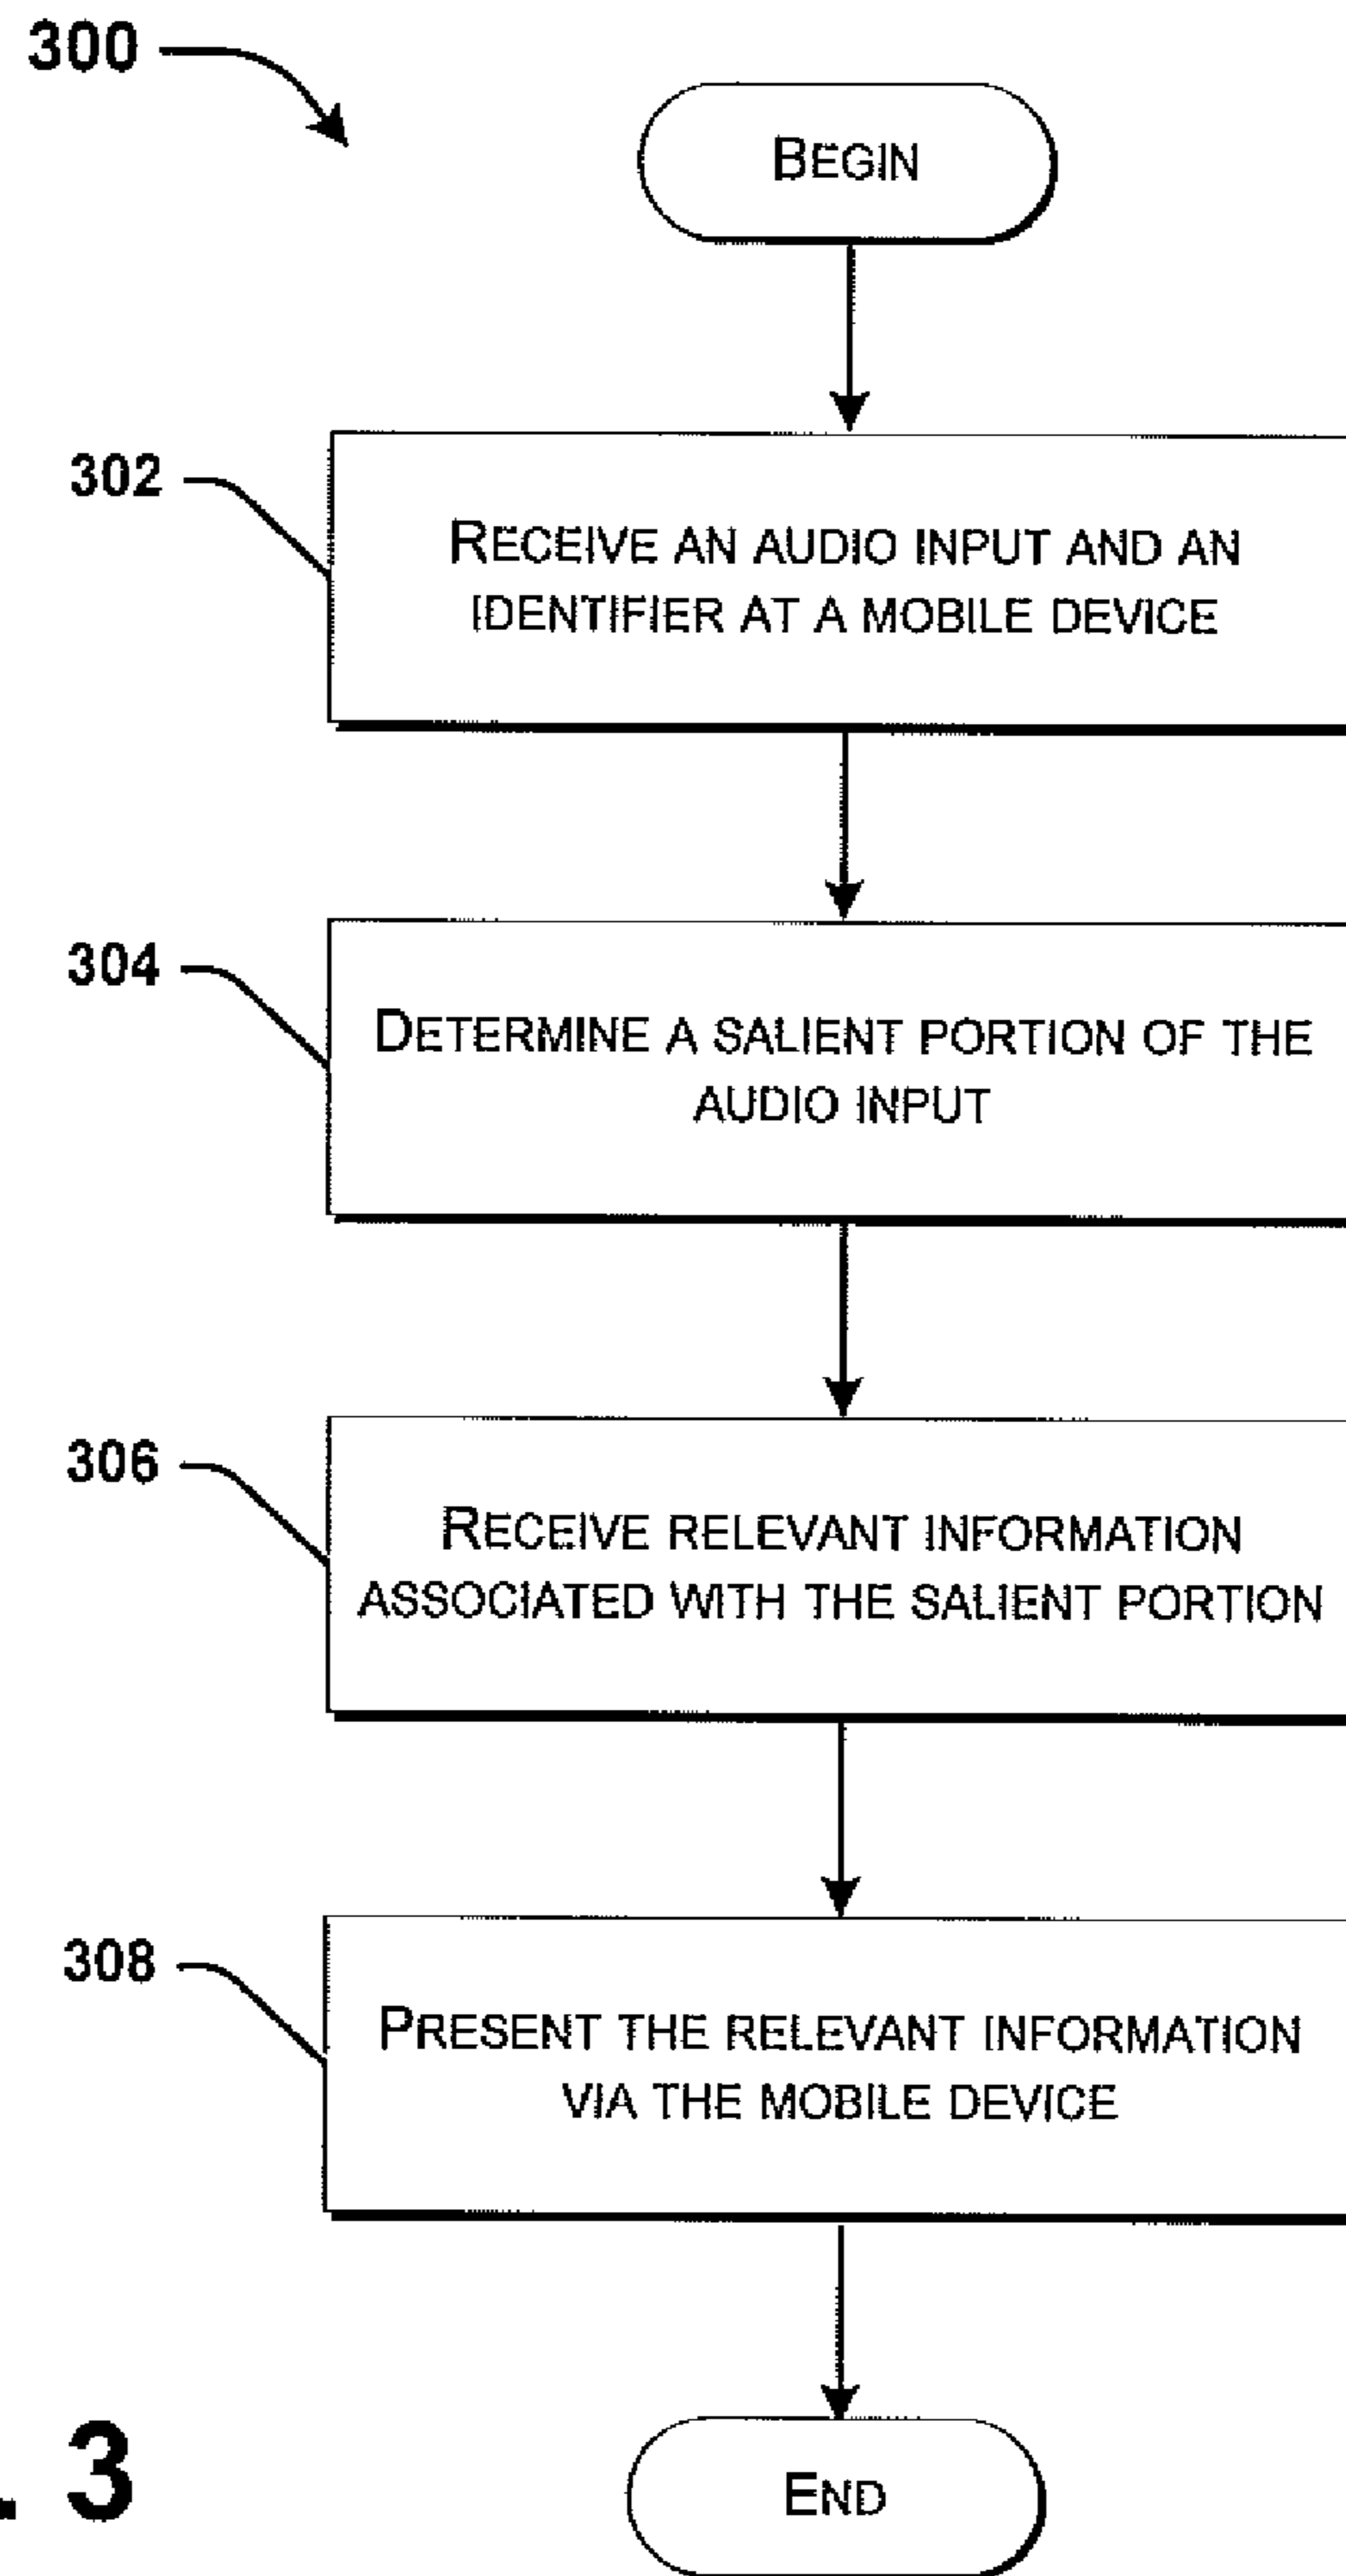 300
BEGIN
302
RECEIVE AN AUDIO INPUT AND AN
IDENTIFIER AT A MOBILE DEVICE
304
DETERMINE A SALIENT PORTION OF THE
AUDIO INPUT
306
RECEIVE RELEVANT INFORMATION
ASSOCIATED WITH THE SALIENT PORTION
308
PRESENT THE RELEVANT INFORMATION
VIA THE MOBILE DEVICE
END
. 3